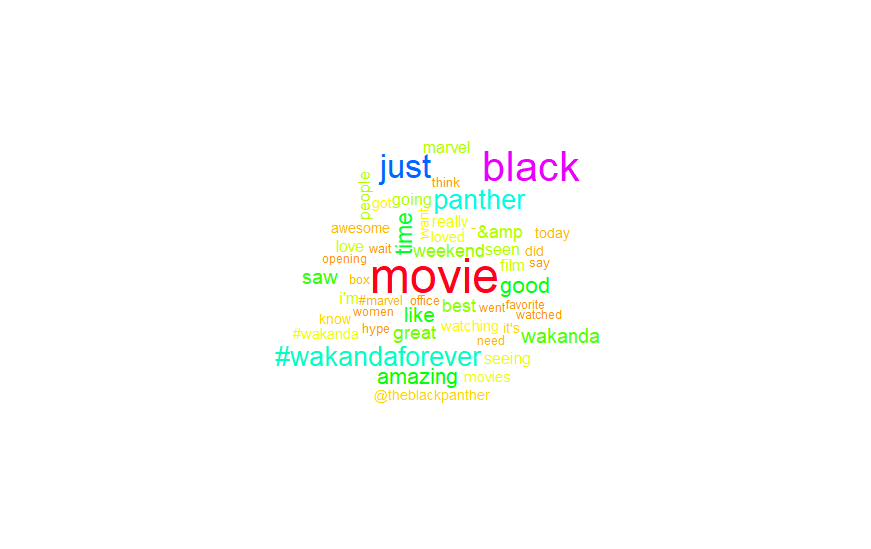 marvel
just
black
think
people
got
going
panther
want
really
time
awesome
loved
-
&amp
today
love
wait
weekend
seen
did
opening
film
say
saw
box
movie
good
i'm
#marvel
office
best
went
favorite
women
like
watched
know
hype
great
watching
it's
#wakanda
wakanda
need
#wakandaforever
seeing
amazing
movies
@theblackpanther